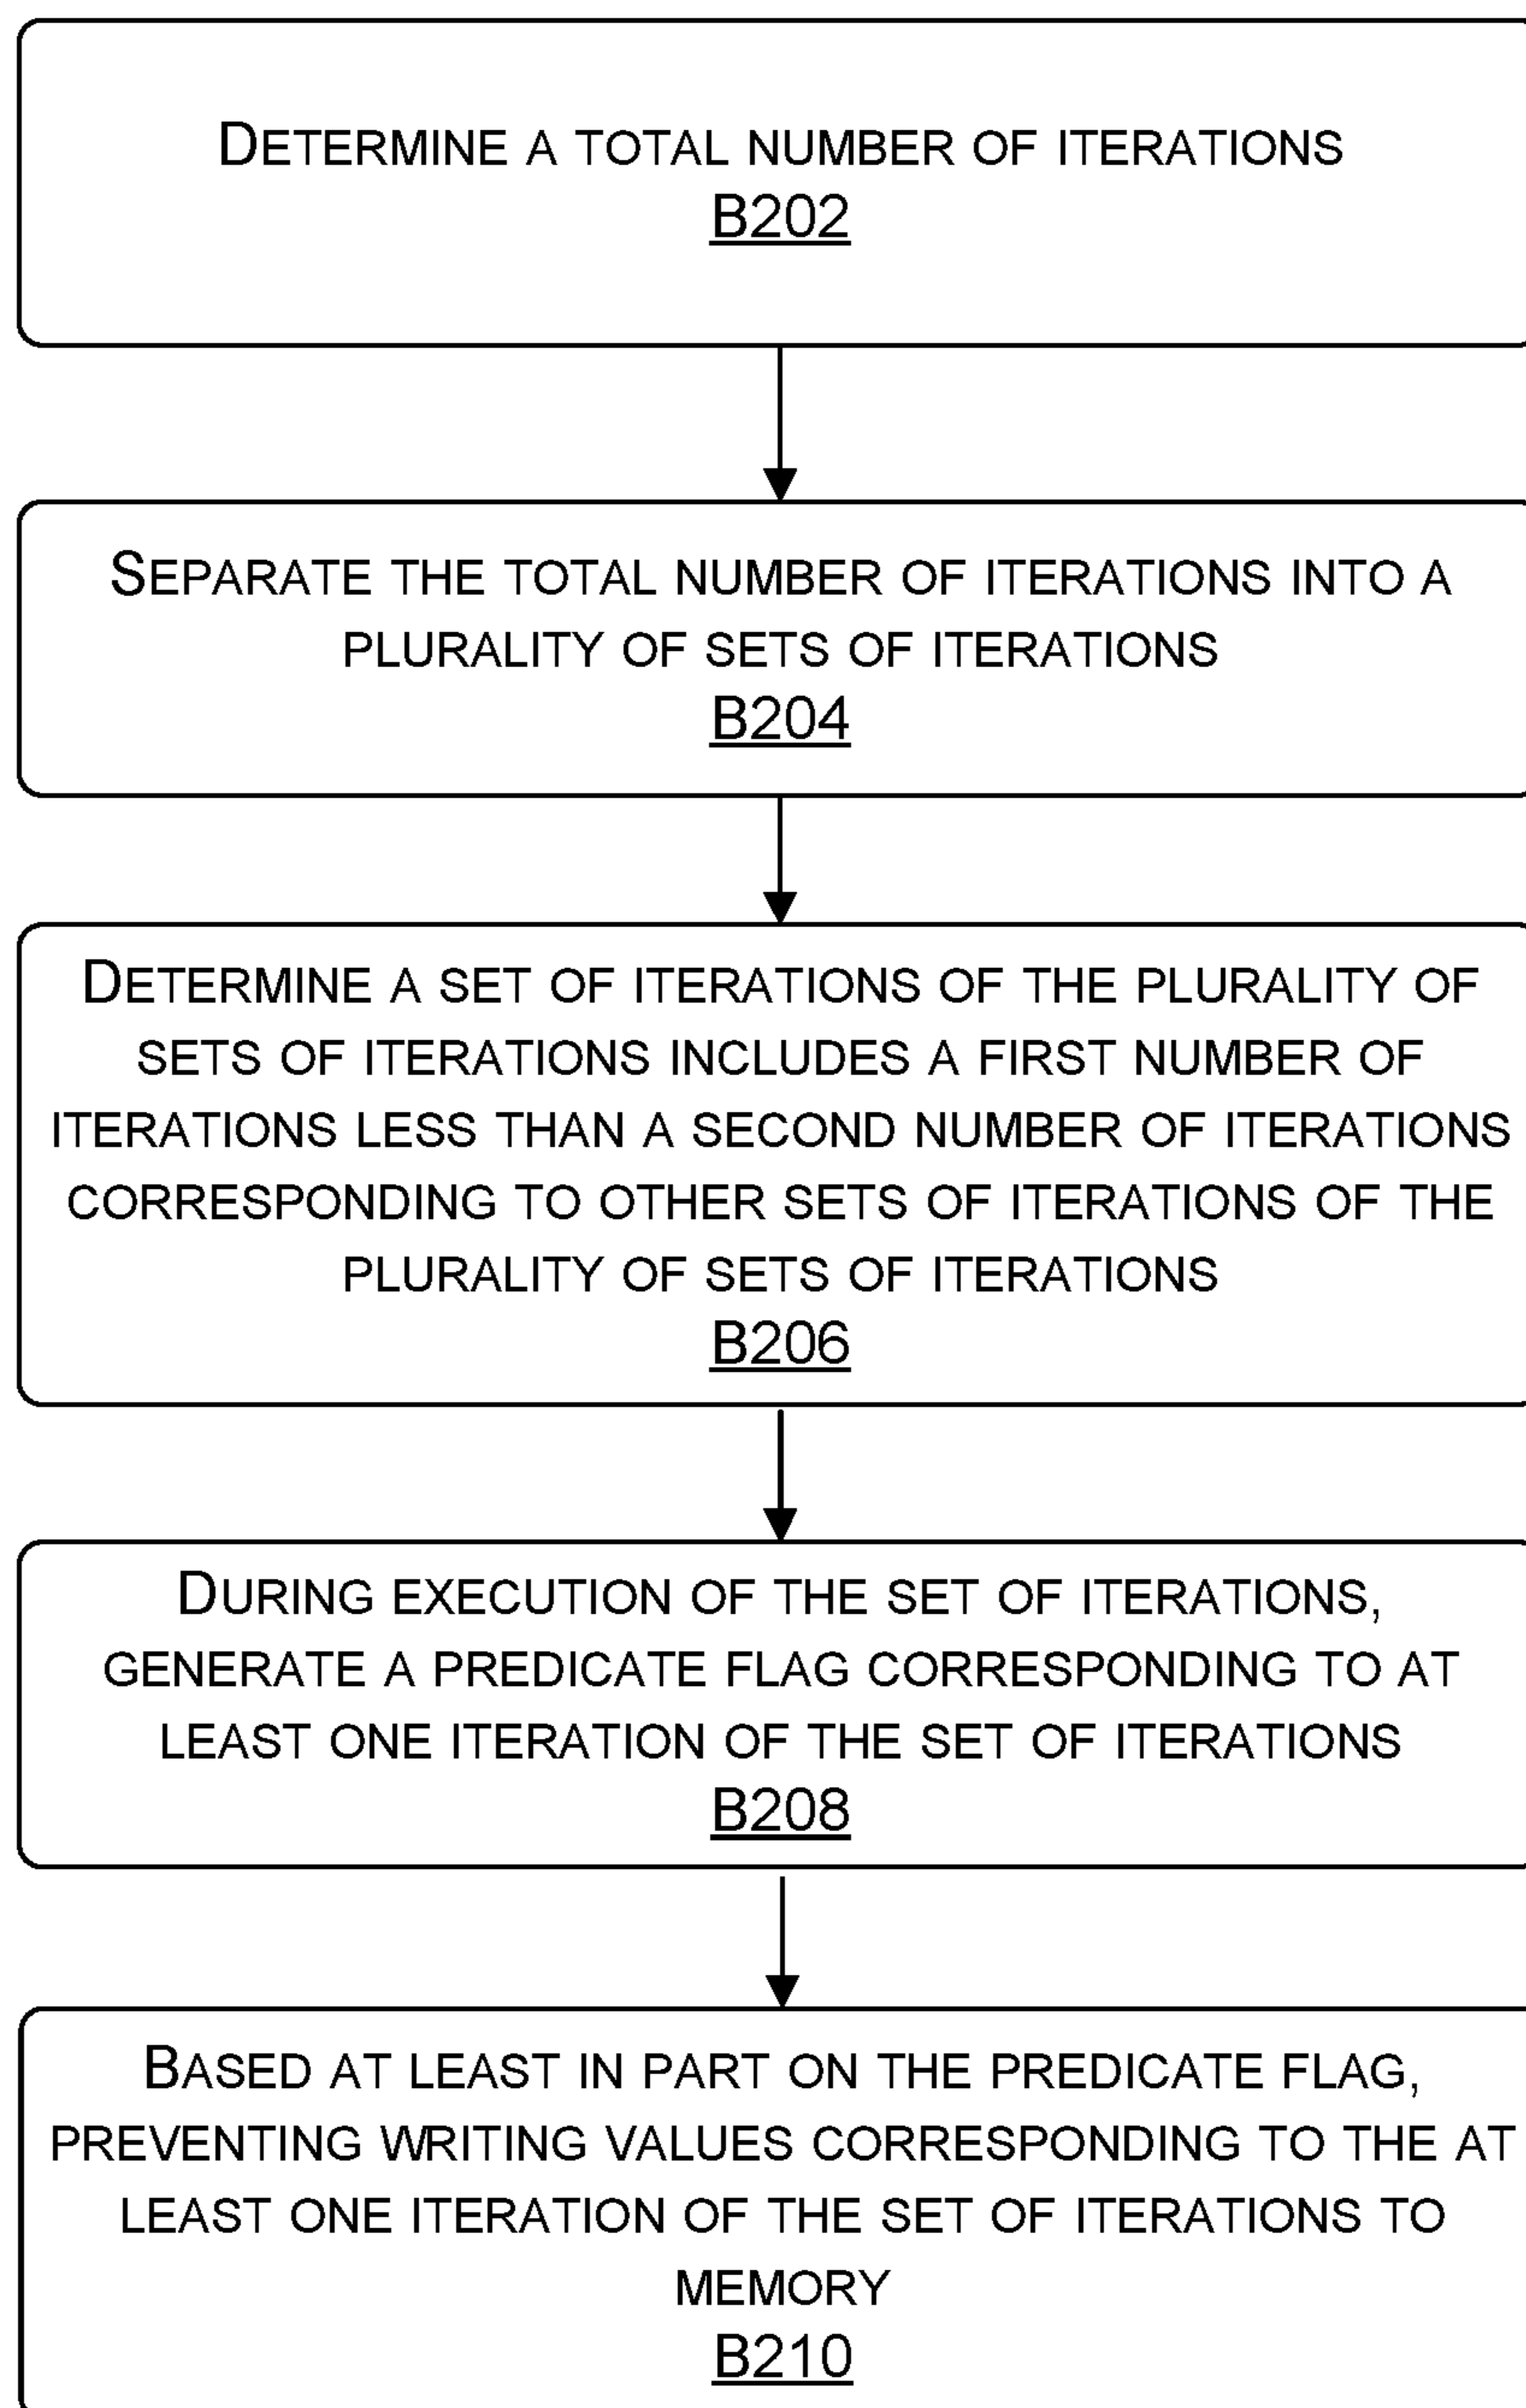 DETERMINE A TOTAL NUMBER OF ITERATIONS
B202
SEPARATE THE TOTAL NUMBER OF ITERATIONS INTO A
PLURALITY OF SETS OF ITERATIONS
B204
DETERMINE A SET OF ITERATIONS OF THE PLURALITY OF
SETS OF ITERATIONS INCLUDES A FIRST NUMBER OF
ITERATIONS LESS THAN A SECOND NUMBER OF ITERATIONS
CORRESPONDING TO OTHER SETS OF ITERATIONS OF THE
PLURALITY OF SETS OF ITERATIONS
B206
DURING EXECUTION OF THE SET OF ITERATIONS,
GENERATE A PREDICATE FLAG CORRESPONDING TO AT
LEAST ONE ITERATION OF THE SET OF ITERATIONS
B208
BASED AT LEAST IN PART ON THE PREDICATE FLAG,
PREVENTING WRITING VALUES CORRESPONDING TO THE AT
LEAST ONE ITERATION OF THE SET OF ITERATIONS TO
MEMORY
B210